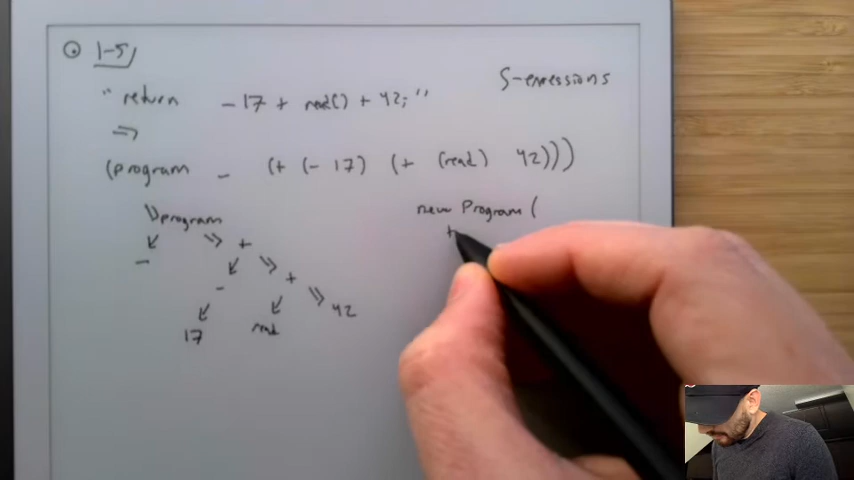 ⊙ 1-5/
"return -17 + read() + 42;" S-expressions
⇒
(program _ (+ (- 17) (+ (read) 42)))
program new Program (
- + +
- +
17 read 42